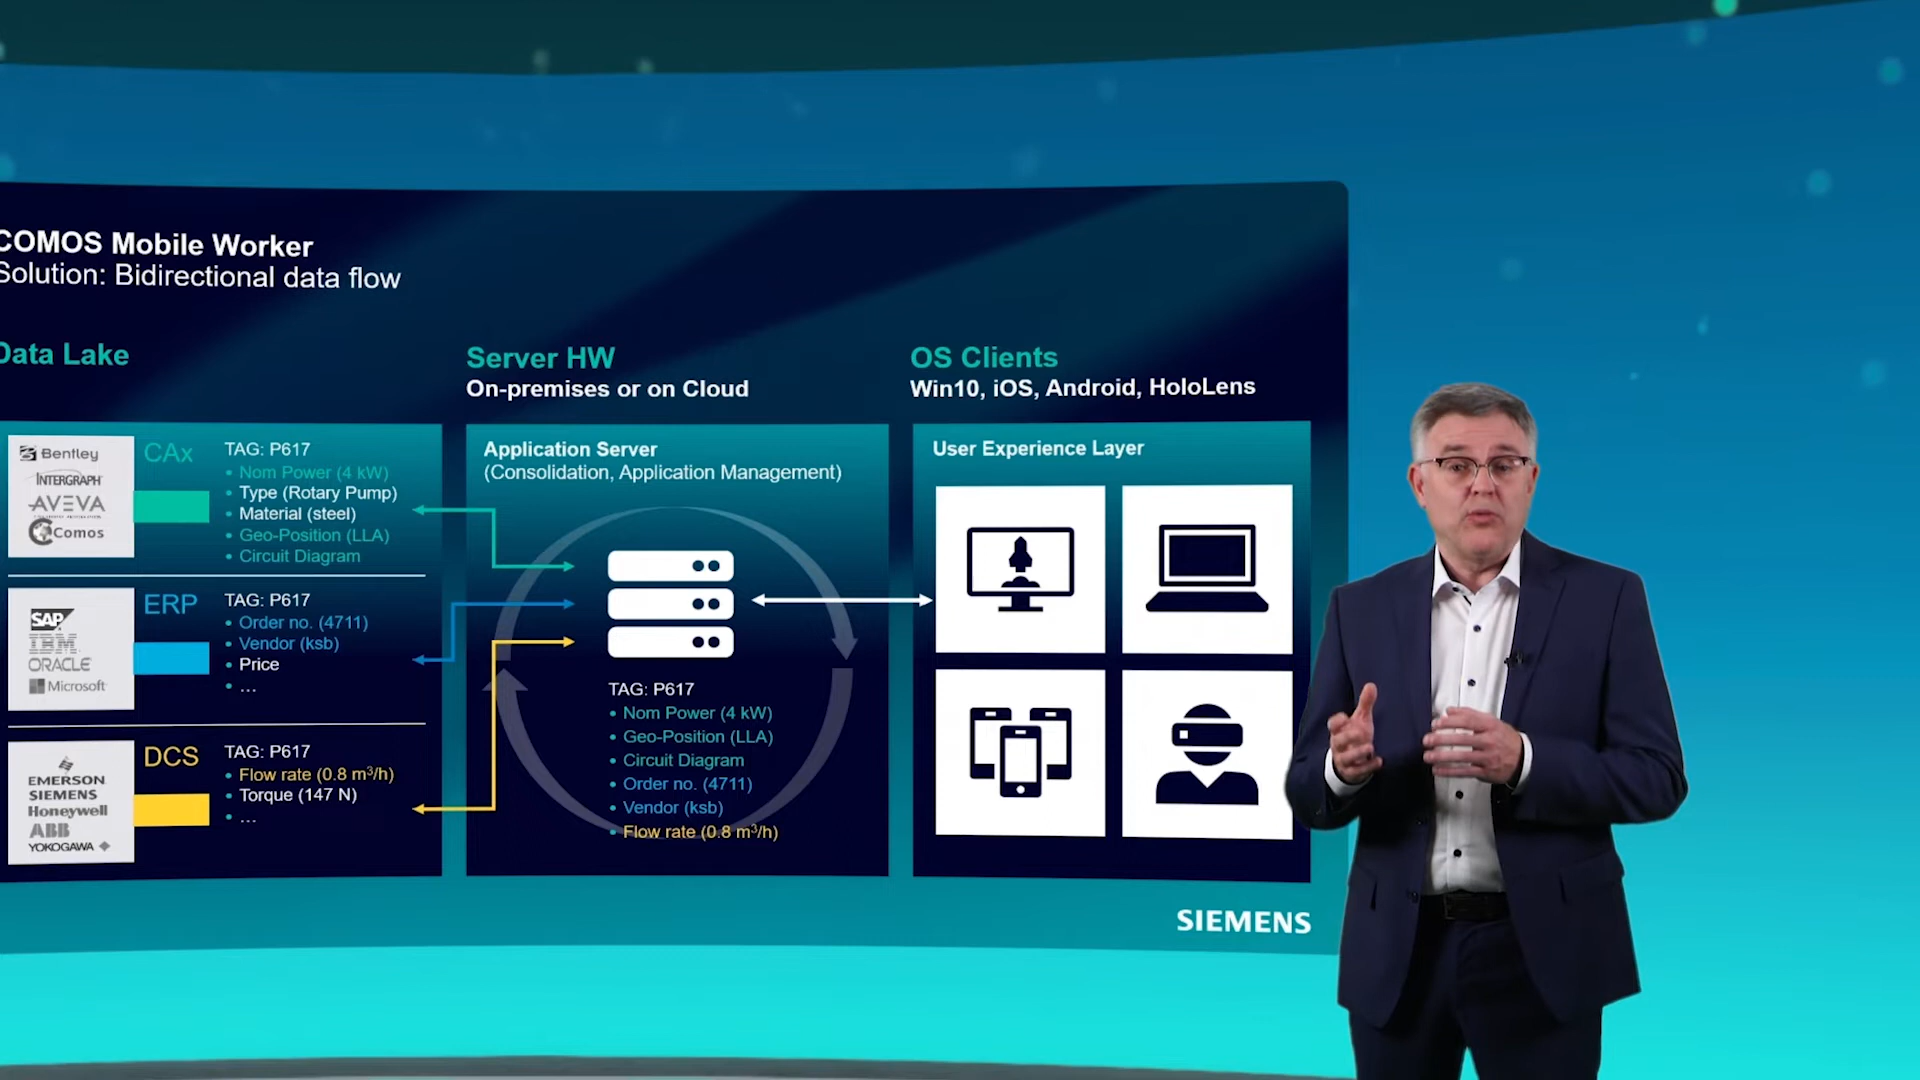 COMOS Mobile Worker
Solution: Bidirectional data flow
Data Lake
Bentley
INTERGRAPH
AVEVA
Comos
CAx
TAG: P617
• Nom Power (4 kW)
• Type (Rotary Pump)
• Material (steel)
• Geo-Position (LLA)
• Circuit Diagram
SAP
IBM
ORACLE
Microsoft
ERP
TAG: P617
• Order no. (4711)
• Vendor (ksb)
• Price
• ...
EMERSON
SIEMENS
Honeywell
ABB
YOKOGAWA
DCS
TAG: P617
• Flow rate (0.8 m³/h)
• Torque (147 N)
• ...
Server HW
On-premises or on Cloud
Application Server
(Consolidation, Application Management)
TAG: P617
• Nom Power (4 kW)
• Geo-Position (LLA)
• Circuit Diagram
• Order no. (4711)
• Vendor (ksb)
• Flow rate (0.8 m³/h)
OS Clients
Win10, iOS, Android, HoloLens
User Experience Layer
SIEMENS